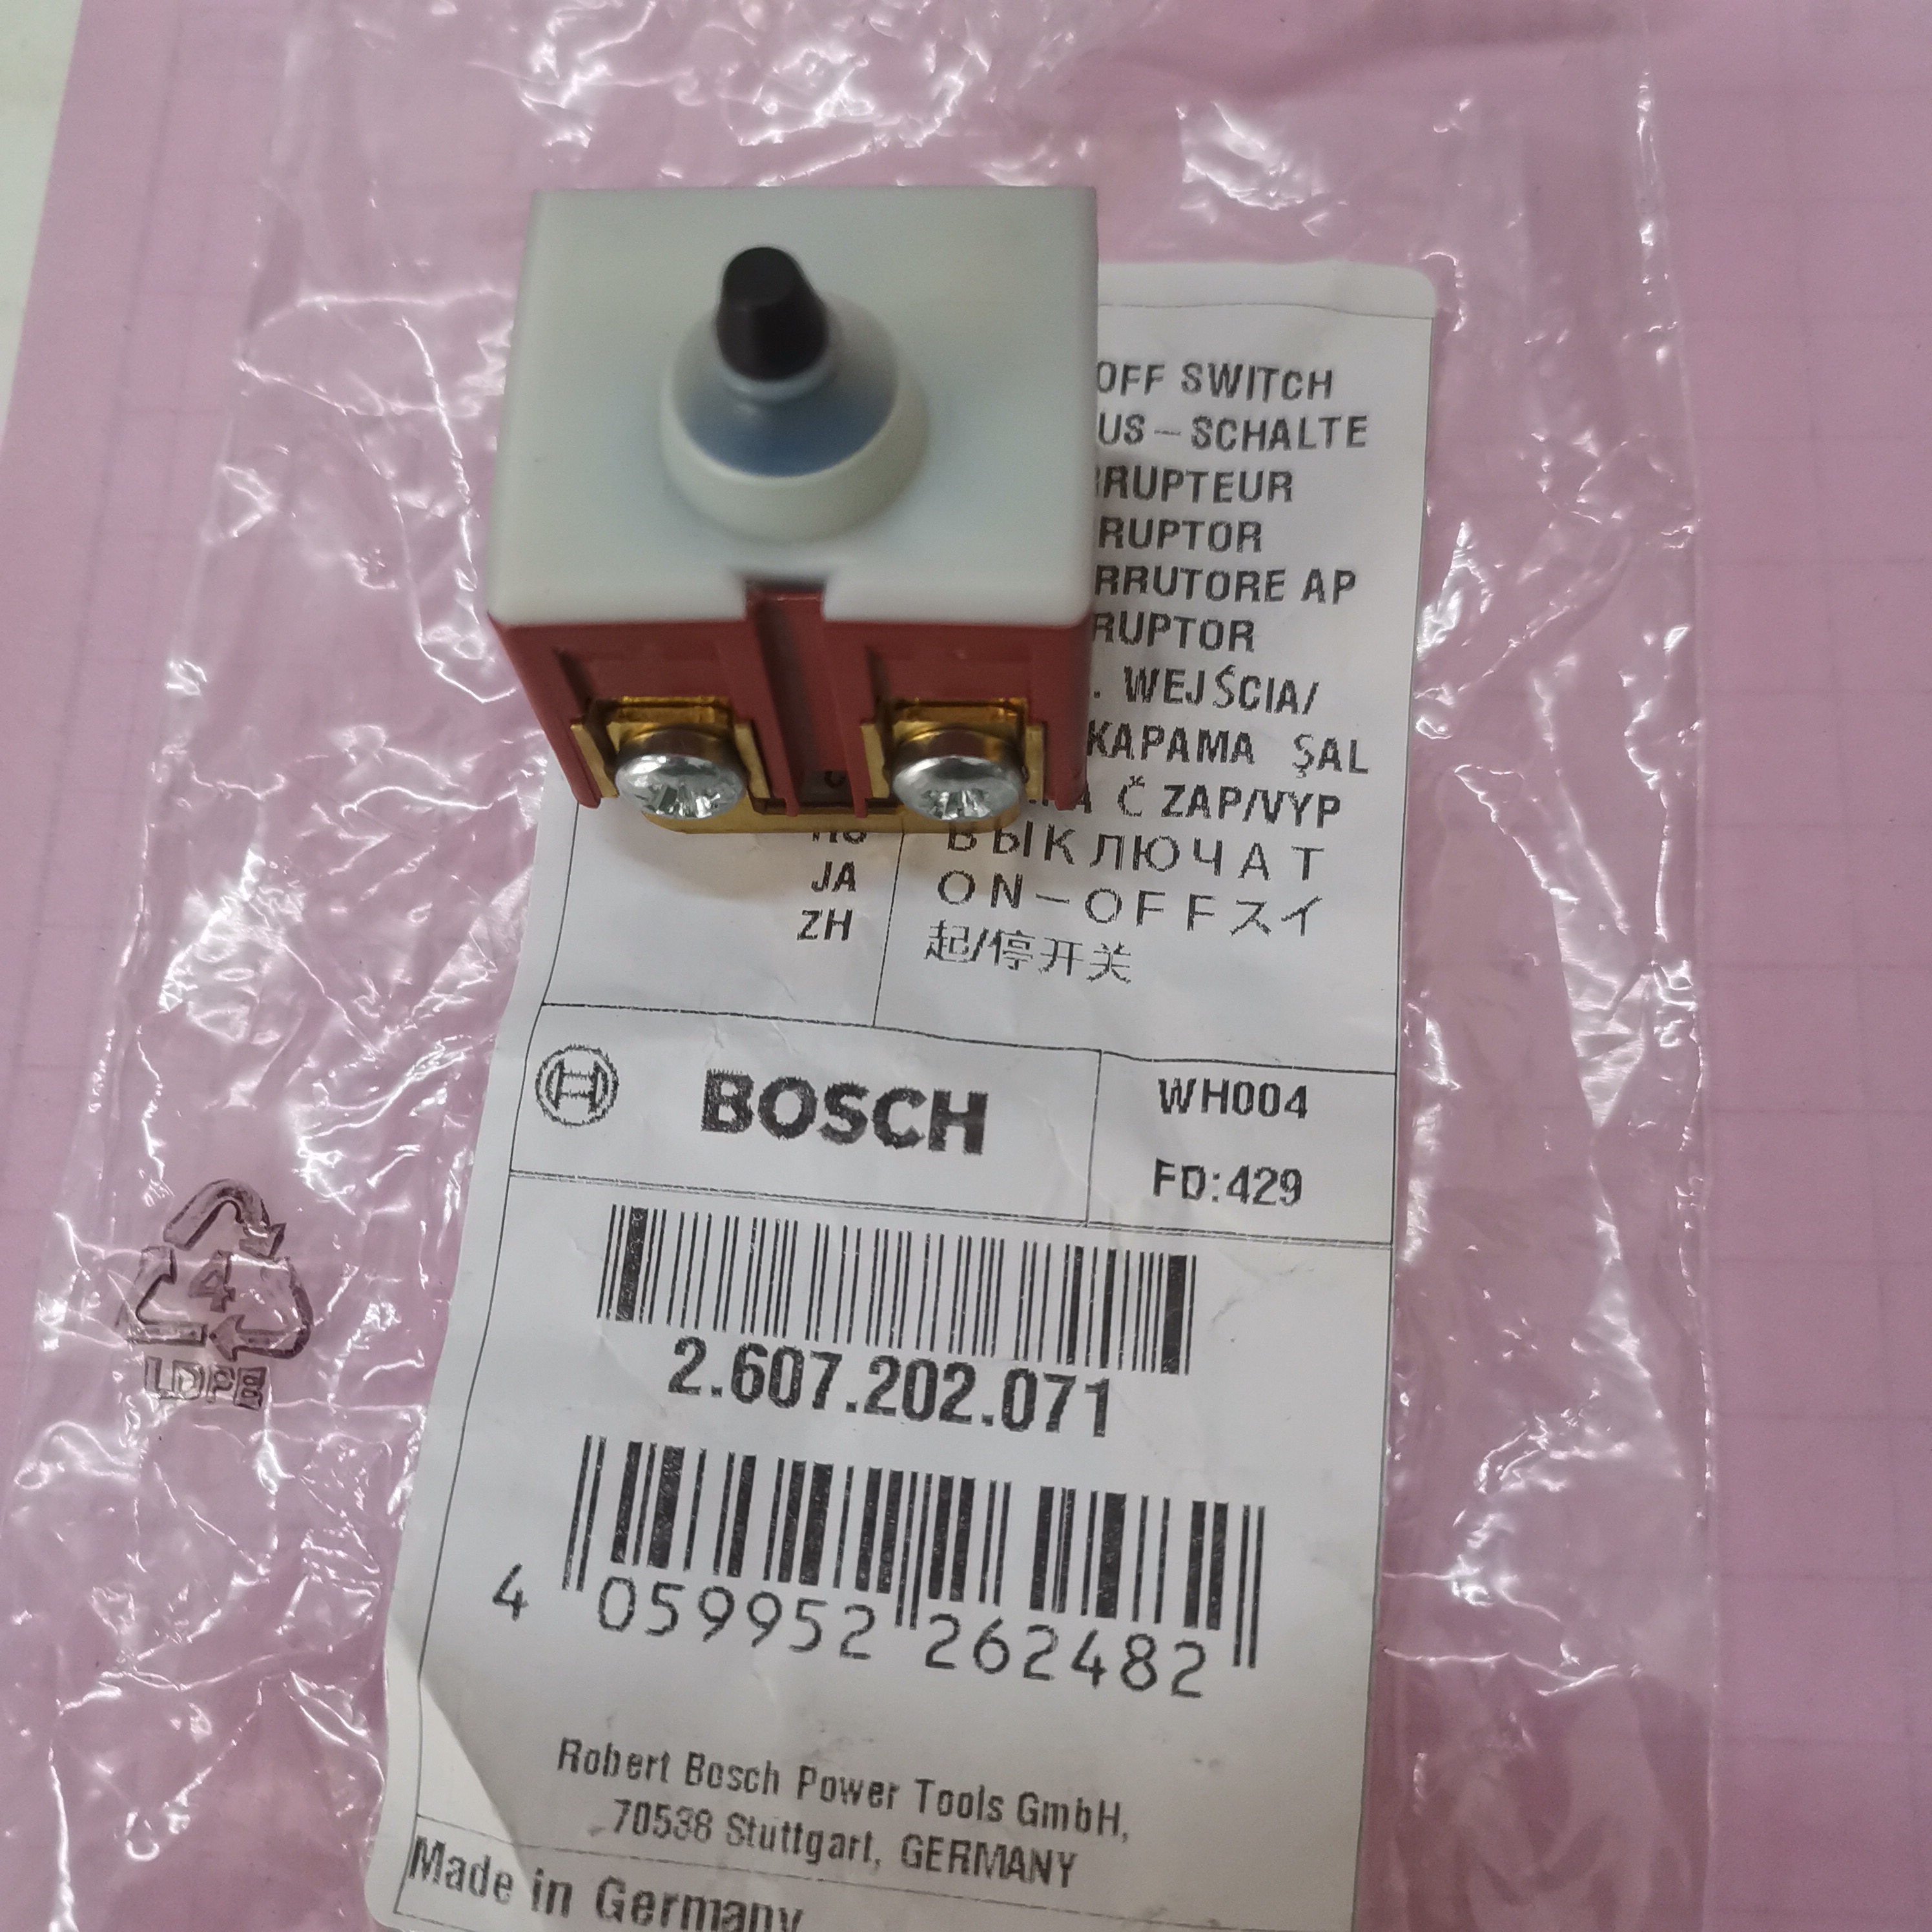 OFF SWITCH
US-SCHALTE
RRUPTEUR
RUPTOR
RRUTORE AP
RUPTOR
. WEJŚCIA/
KAPAMA ŞAL
Č ZAP/VYP
ВЫКЛЮЧАТ
JA ON-OFFスイ
ZH 起/停开关
BOSCH
WH004
FD:429
2.607.202.071
4 059952 262482
4
LDPE
Robert Bosch Power Tools GmbH,
70538 Stuttgart, GERMANY
Made in Germany